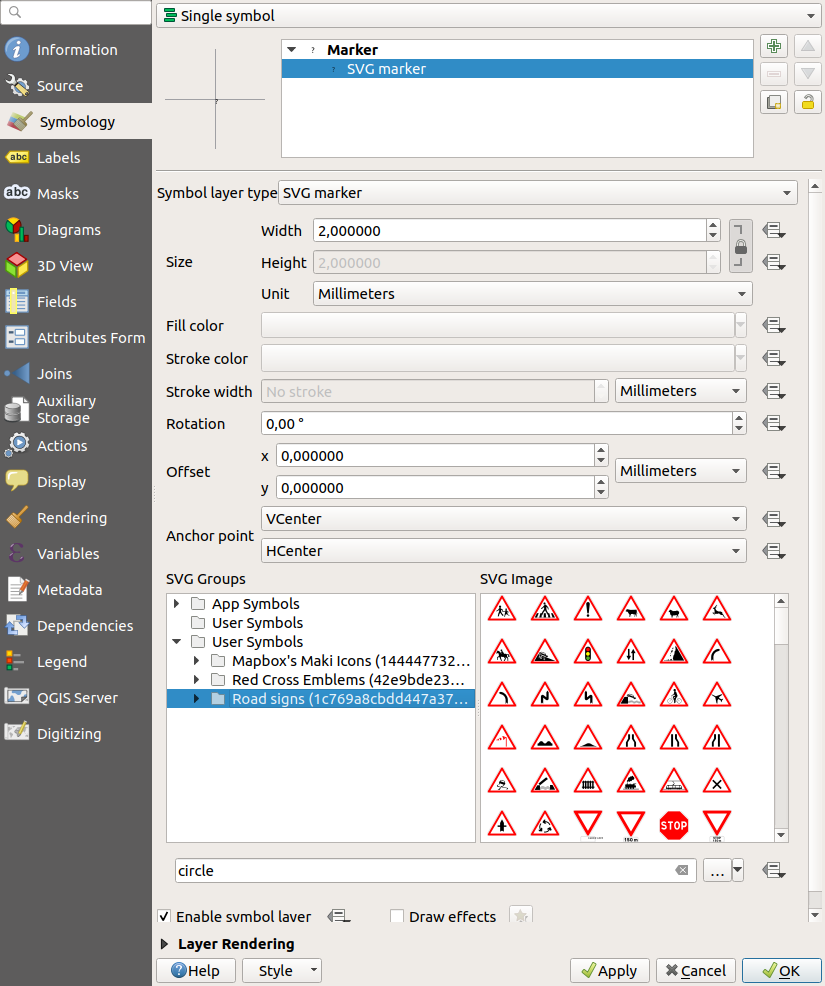 Single symbol
Information
Source
Symbology
Labels
Masks
Diagrams
3D View
Fields
Attributes Form
Joins
Auxiliary
Storage
Actions
Display
Rendering
Variables
Metadata
Dependencies
Legend
QGIS Server
Digitizing
abc
abc
? Marker
? SVG marker
?
Symbol layer type SVG marker
Size
Width 2,000000
Height 2,000000
Unit Millimeters
Fill color
Stroke color
Stroke width No stroke Millimeters
Rotation 0,00 °
Offset
x 0,000000
Millimeters
y 0,000000
Anchor point
VCenter
HCenter
SVG Groups
SVG Image
App Symbols
User Symbols
User Symbols
Mapbox's Maki Icons (144447732...
Red Cross Emblems (42e9bde23...
Road signs (1c769a8cbdd447a37...
STOP
150 m
circle
...
Enable symbol layer
Draw effects
Layer Rendering
Help
Style
Apply
Cancel
OK